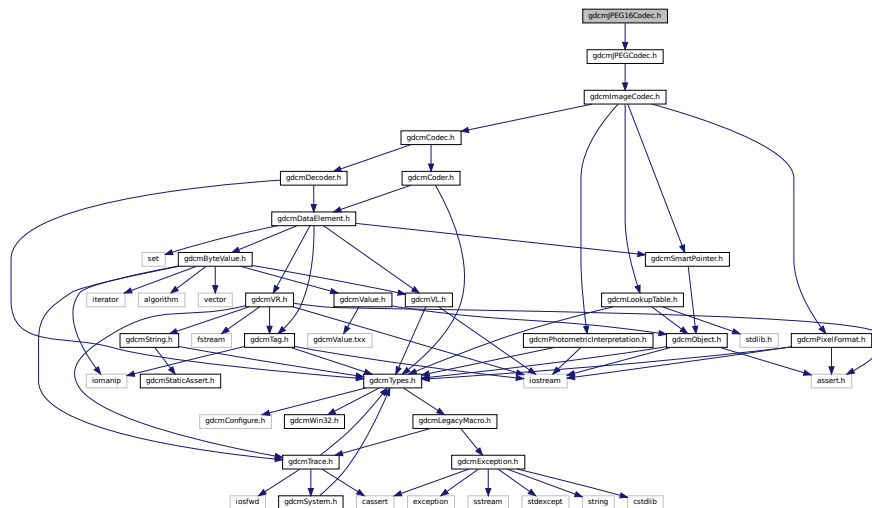 gdcmJPEG16Codec.h
gdcmJPEGCodec.h
gdcmImageCodec.h
gdcmCodec.h
gdcmDecoder.h
gdcmCoder.h
gdcmDataElement.h
set
gdcmByteValue.h
gdcmSmartPointer.h
iterator
algorithm
vector
gdcmVR.h
gdcmValue.h
gdcmVL.h
gdcmLookupTable.h
gdcmString.h
fstream
gdcmTag.h
gdcmValue.txx
gdcmPhotometricInterpretation.h
gdcmObject.h
stdlib.h
gdcmPixelFormat.h
iomanip
gdcmStaticAssert.h
gdcmTypes.h
iostream
assert.h
gdcmConfigure.h
gdcmWin32.h
gdcmLegacyMacro.h
gdcmTrace.h
gdcmException.h
iosfwd
gdcmSystem.h
cassert
exception
sstream
stdexcept
string
cstdlib